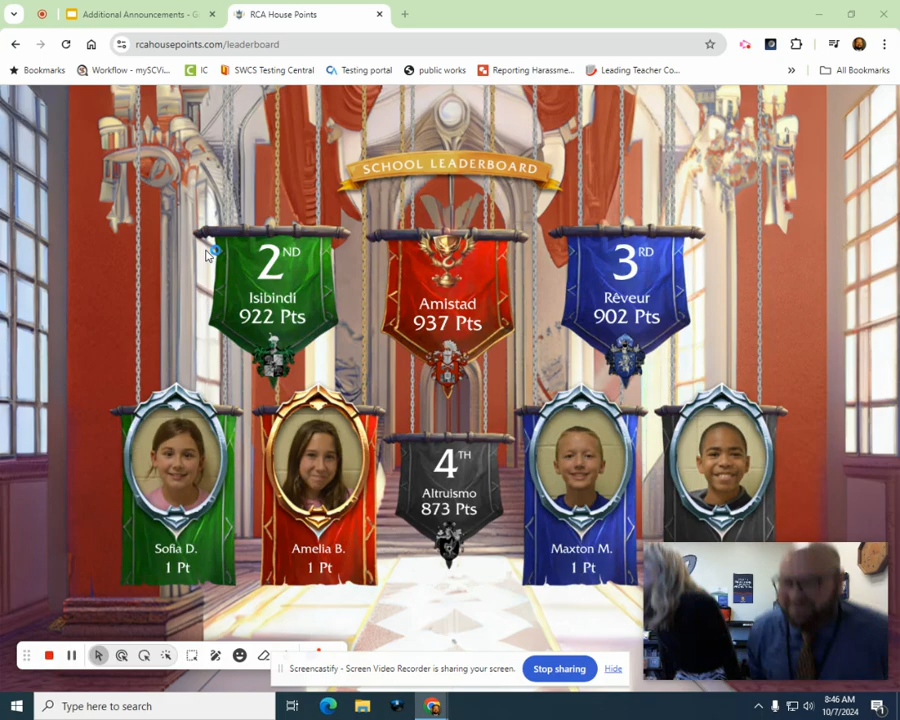 Additional Announcements - G
RCA House Points
rcahousepoints.com/leaderboard
Bookmarks
Workflow - mySCVi...
IC
SWCS Testing Central
Testing portal
public works
Reporting Harassme...
Leading Teacher Co...
All Bookmarks
SCHOOL LEADERBOARD
2ND
Isibindi
922 Pts
Amistad
937 Pts
3RD
Rêveur
902 Pts
4TH
Altruismo
873 Pts
Sofia D.
1 Pt
Amelia B.
1 Pt
Maxton M.
1 Pt
Screencastify - Screen Video Recorder is sharing your screen.
Stop sharing
Hide
Type here to search
8:46 AM
10/7/2024